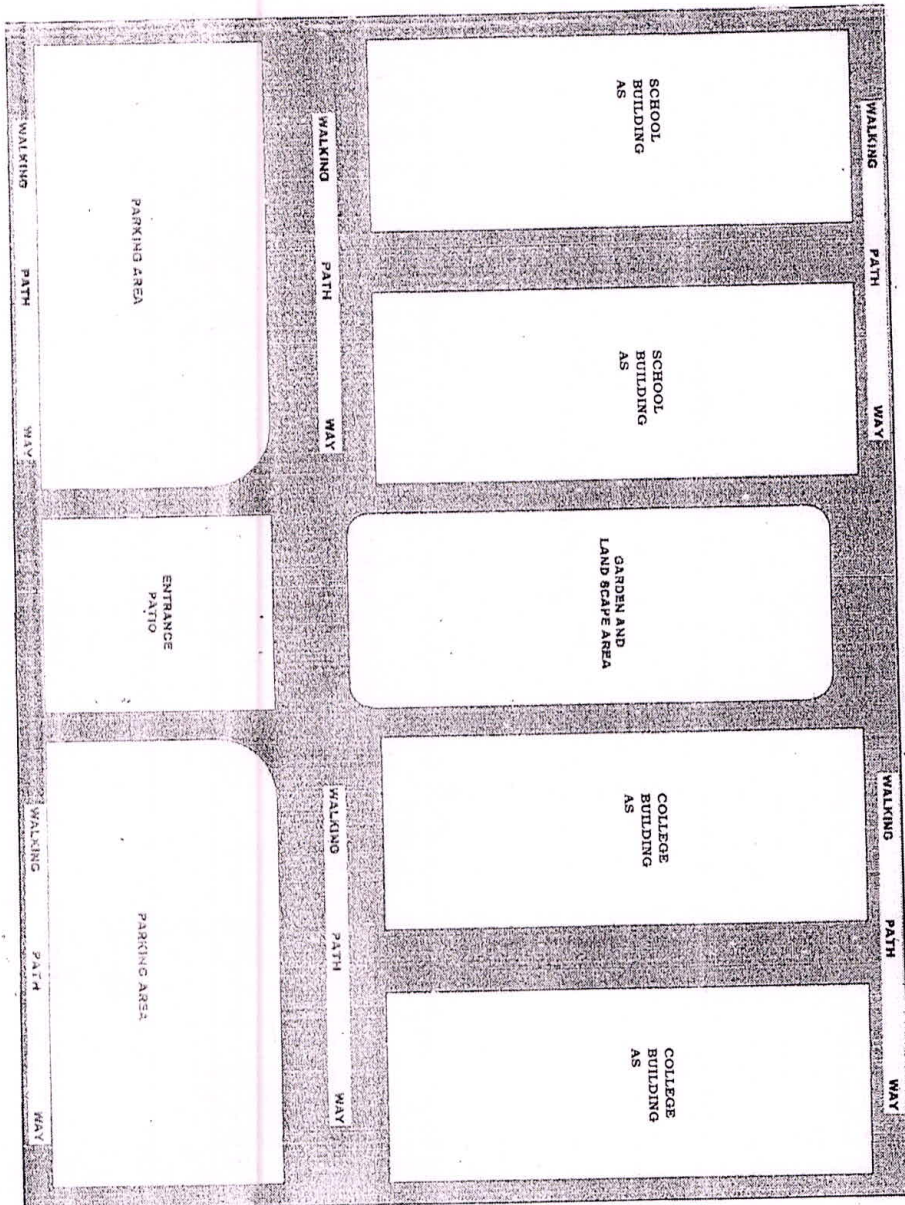 WALKING PATH WAY
WALKING PATH WAY
SCHOOL
BUILDING
AS
SCHOOL
BUILDING
AS
GARDEN AND
LAND SCAPE AREA
COLLEGE
BUILDING
AS
COLLEGE
BUILDING
AS
WALKING PATH WAY
WALKING PATH WAY
PARKING AREA
ENTRANCE
PATIO
PARKING AREA
WALKING PATH WAY
WALKING PATH WAY